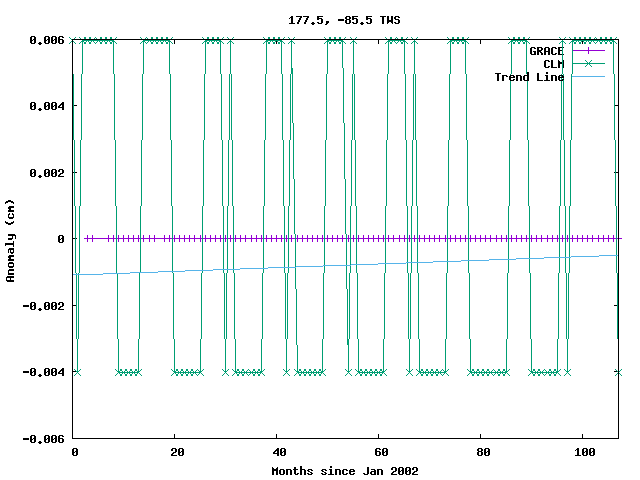 177.5, -85.5 TWS
GRACE
CLM
Trend Line
0.006
0.004
0.002
0
-0.002
-0.004
-0.006
Anomaly (cm)
0 20 40 60 80 100
Months since Jan 2002